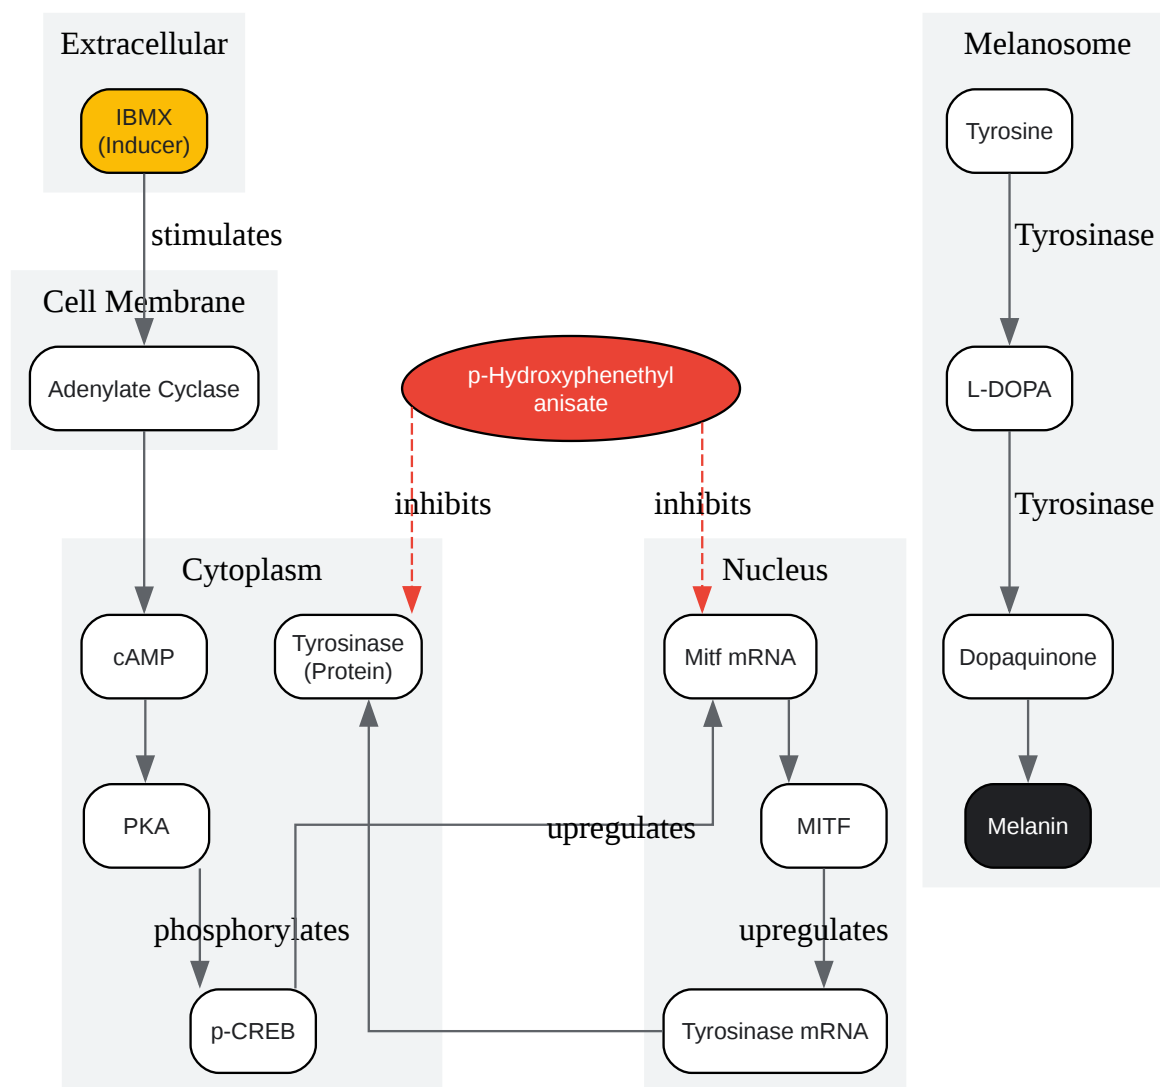 Extracellular
IBMX
(Inducer)
stimulates
Cell Membrane
Adenylate Cyclase
p-Hydroxyphenethyl
anisate
inhibits
inhibits
Cytoplasm
cAMP
Tyrosinase
(Protein)
PKA
phosphorylates
p-CREB
upregulates
Nucleus
Mitf mRNA
MITF
upregulates
Tyrosinase mRNA
Melanosome
Tyrosine
Tyrosinase
L-DOPA
Tyrosinase
Dopaquinone
Melanin